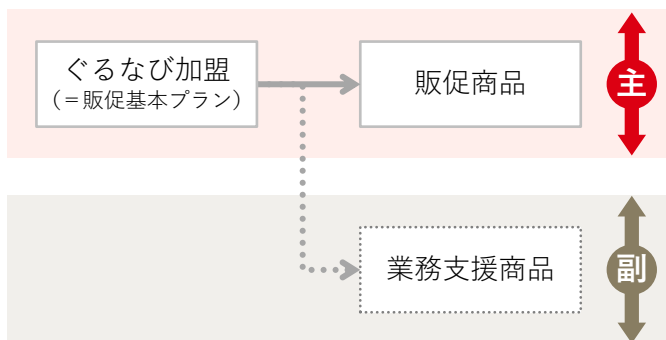 ぐるなび加盟
（＝販促基本プラン）
販促商品
主
業務支援商品
副